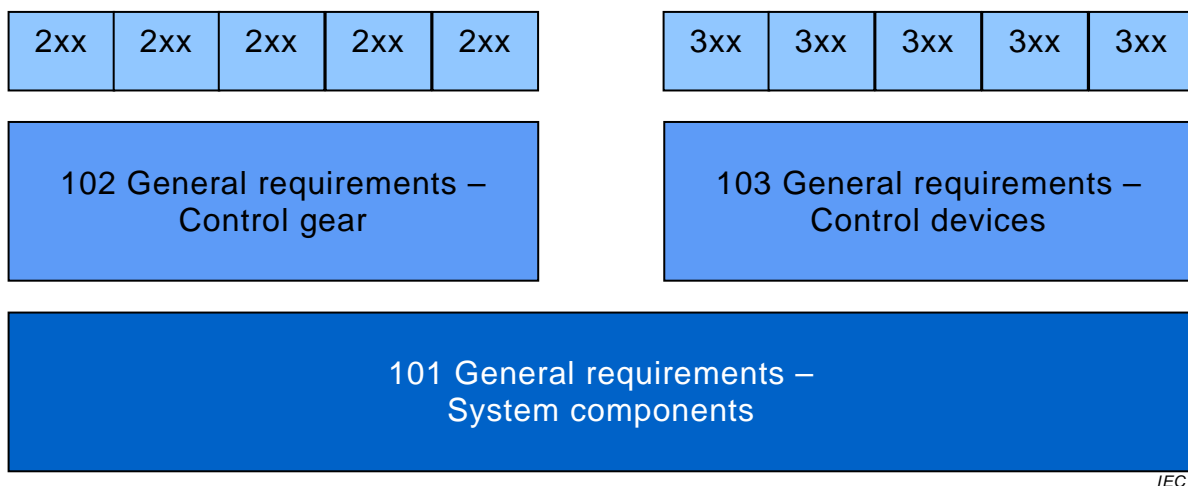 2xx 2xx 2xx 2xx 2xx 3xx 3xx 3xx 3xx 3xx
102 General requirements –
Control gear
103 General requirements –
Control devices
101 General requirements –
System components
IEC